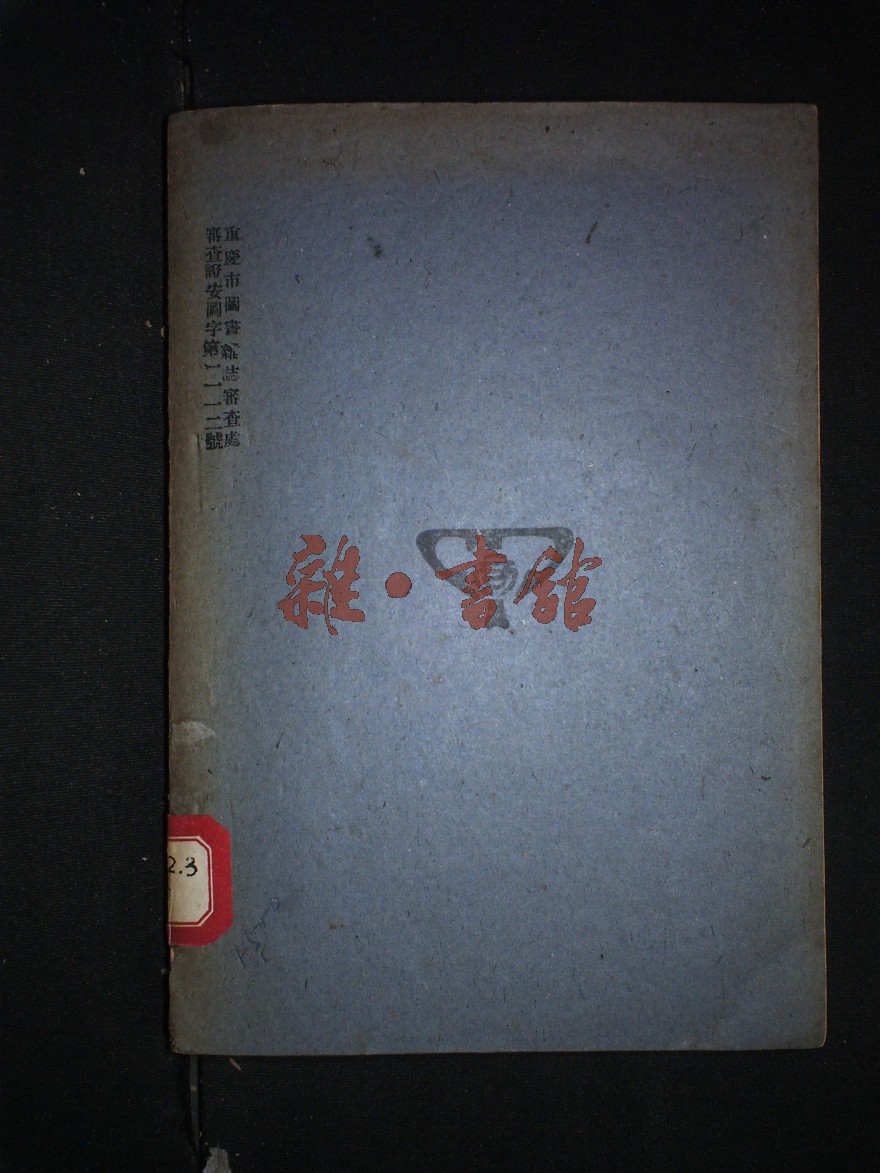 重慶市圖書雜誌審查處
審查證安圖字第一一一二號
雜·書館
2.3